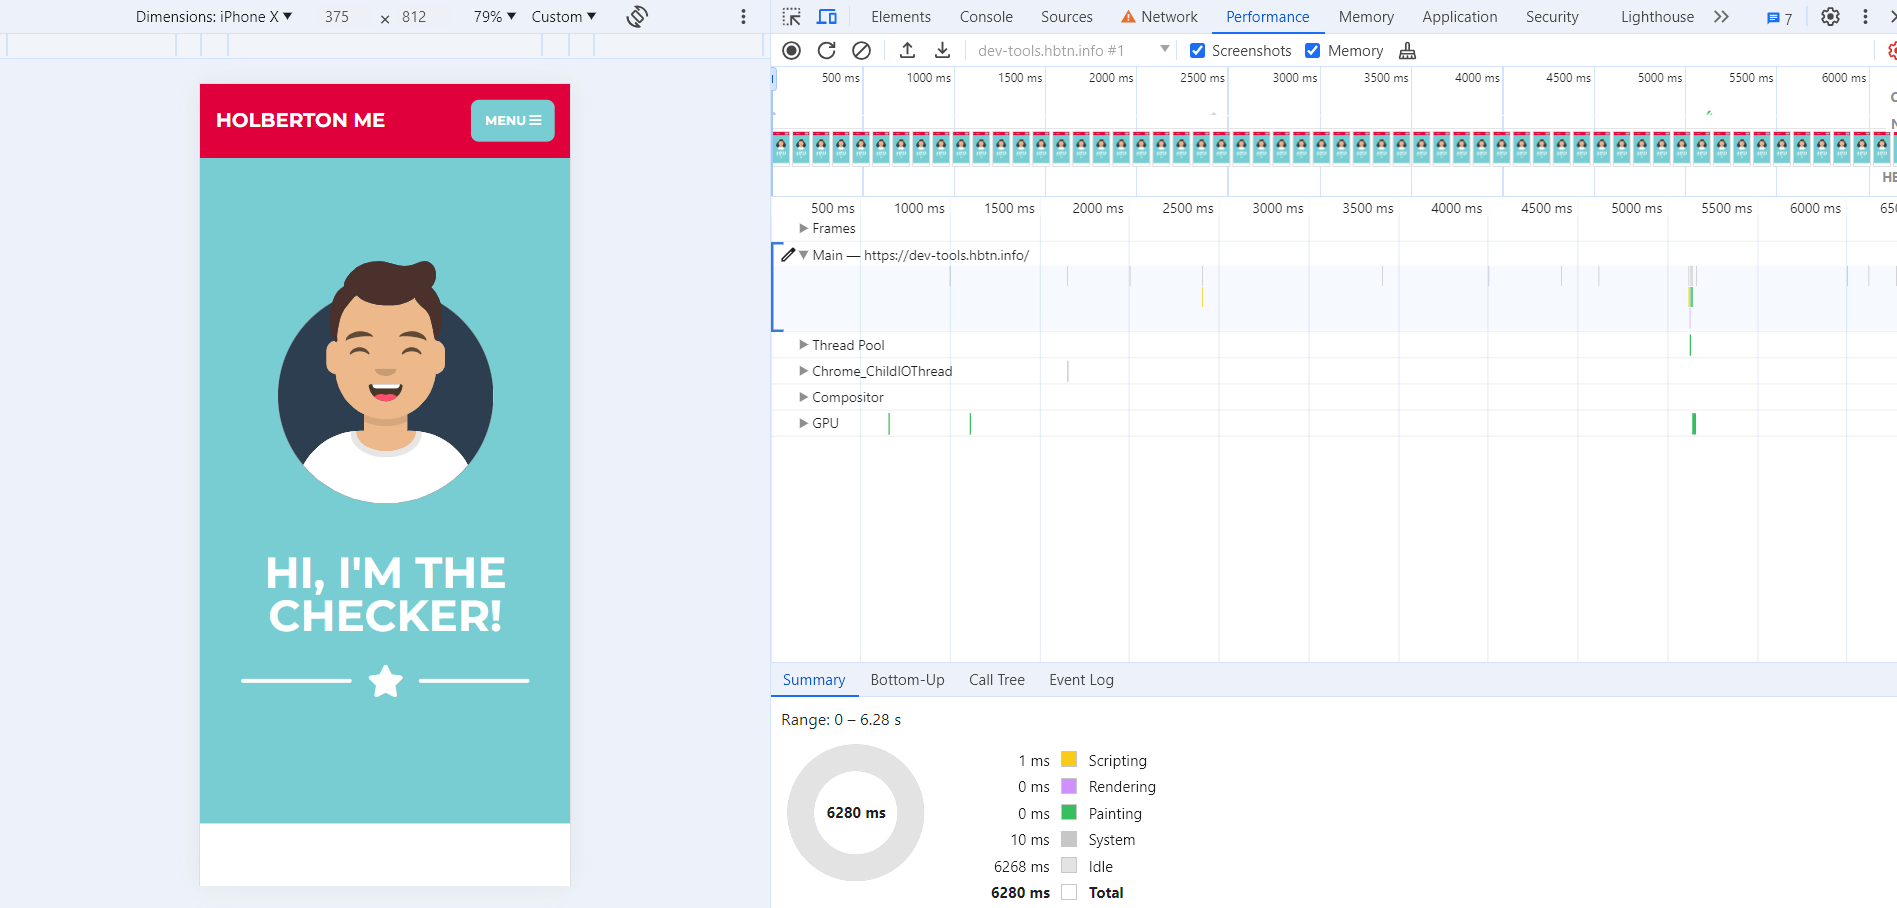 Dimensions: iPhone X 375 × 812 79% Custom
HOLBERTON ME
MENU
HI, I'M THE
CHECKER!
Elements Console Sources Network Performance Memory Application Security Lighthouse 7
dev-tools.hbtn.info #1 Screenshots Memory
500 ms 1000 ms 1500 ms 2000 ms 2500 ms 3000 ms 3500 ms 4000 ms 4500 ms 5000 ms 5500 ms 6000 ms
HE
500 ms 1000 ms 1500 ms 2000 ms 2500 ms 3000 ms 3500 ms 4000 ms 4500 ms 5000 ms 5500 ms 6000 ms 650
Frames
Main — https://dev-tools.hbtn.info/
Thread Pool
Chrome_ChildIOThread
Compositor
GPU
Summary Bottom-Up Call Tree Event Log
Range: 0 – 6.28 s
6280 ms
1 ms Scripting
0 ms Rendering
0 ms Painting
10 ms System
6268 ms Idle
6280 ms Total